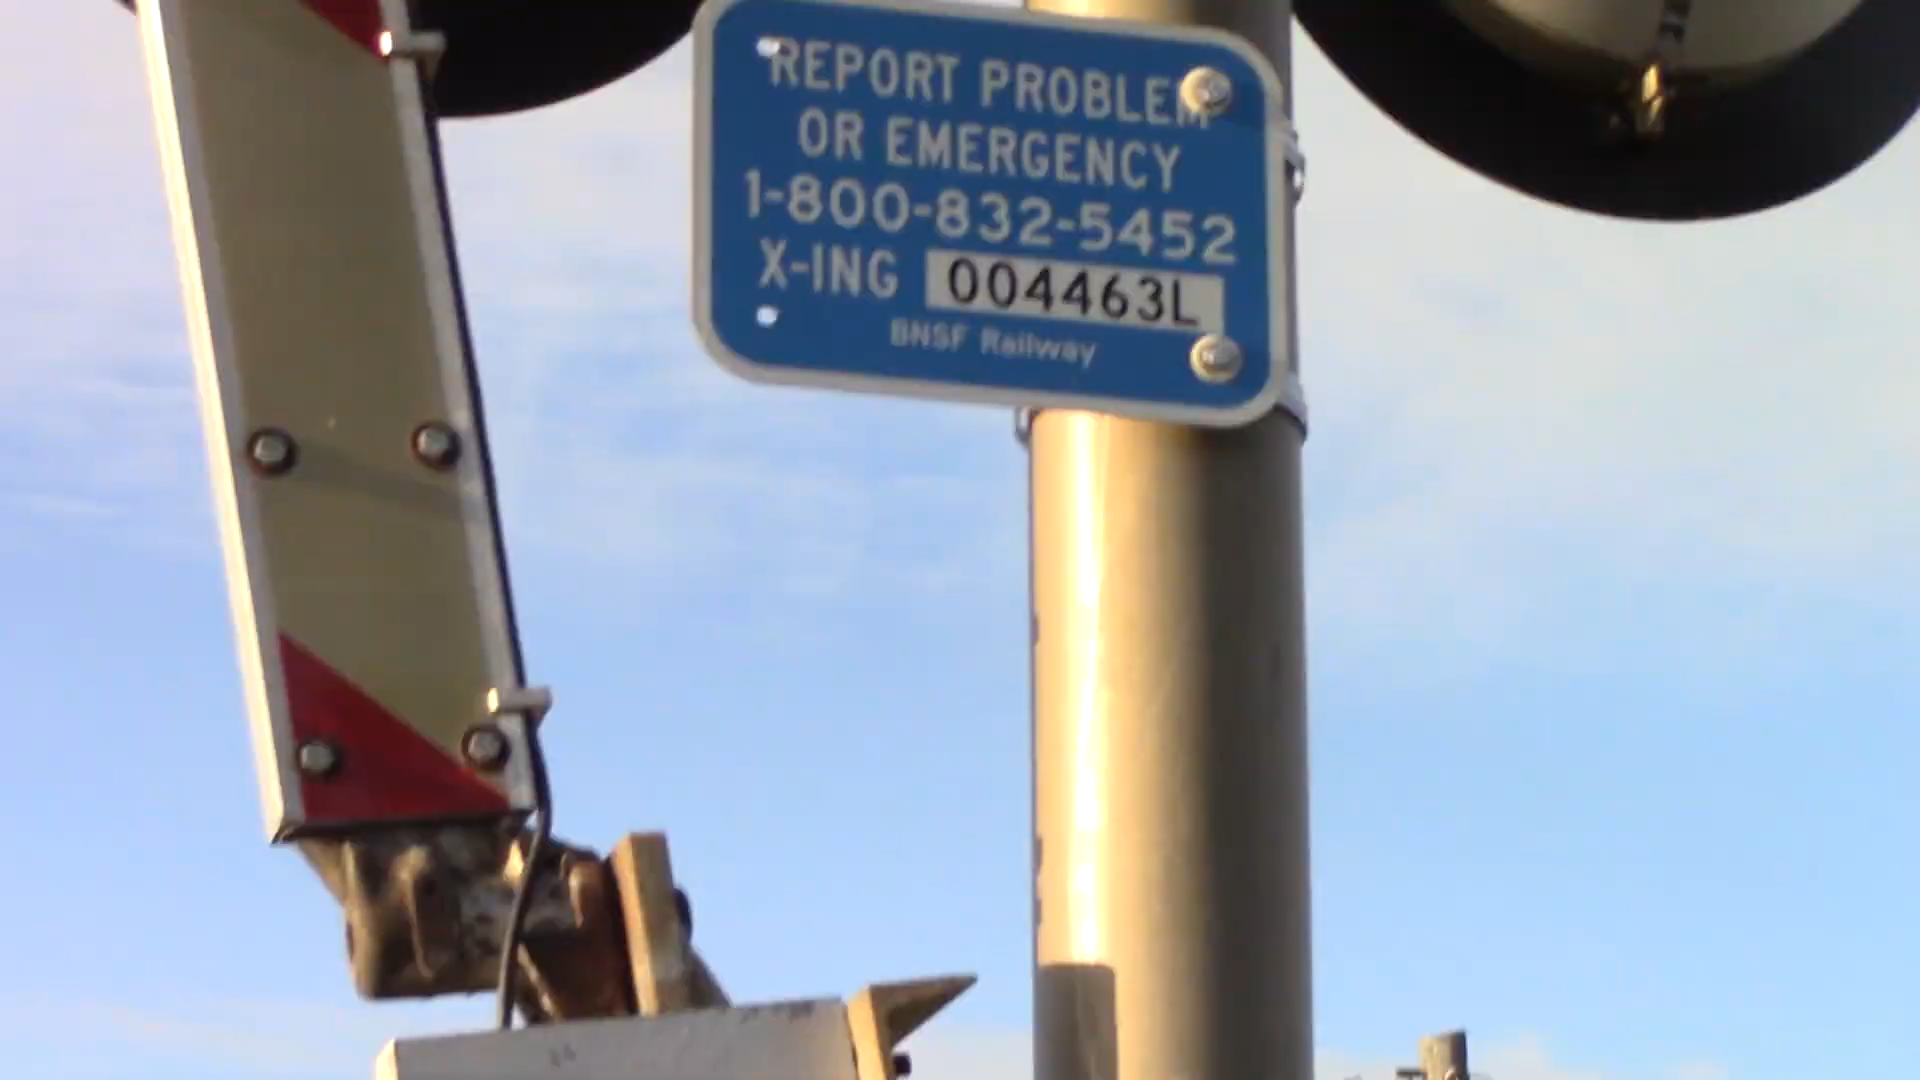 REPORT PROBLEM
OR EMERGENCY
1-800-832-5452
X-ING 004463L
BNSF Railway